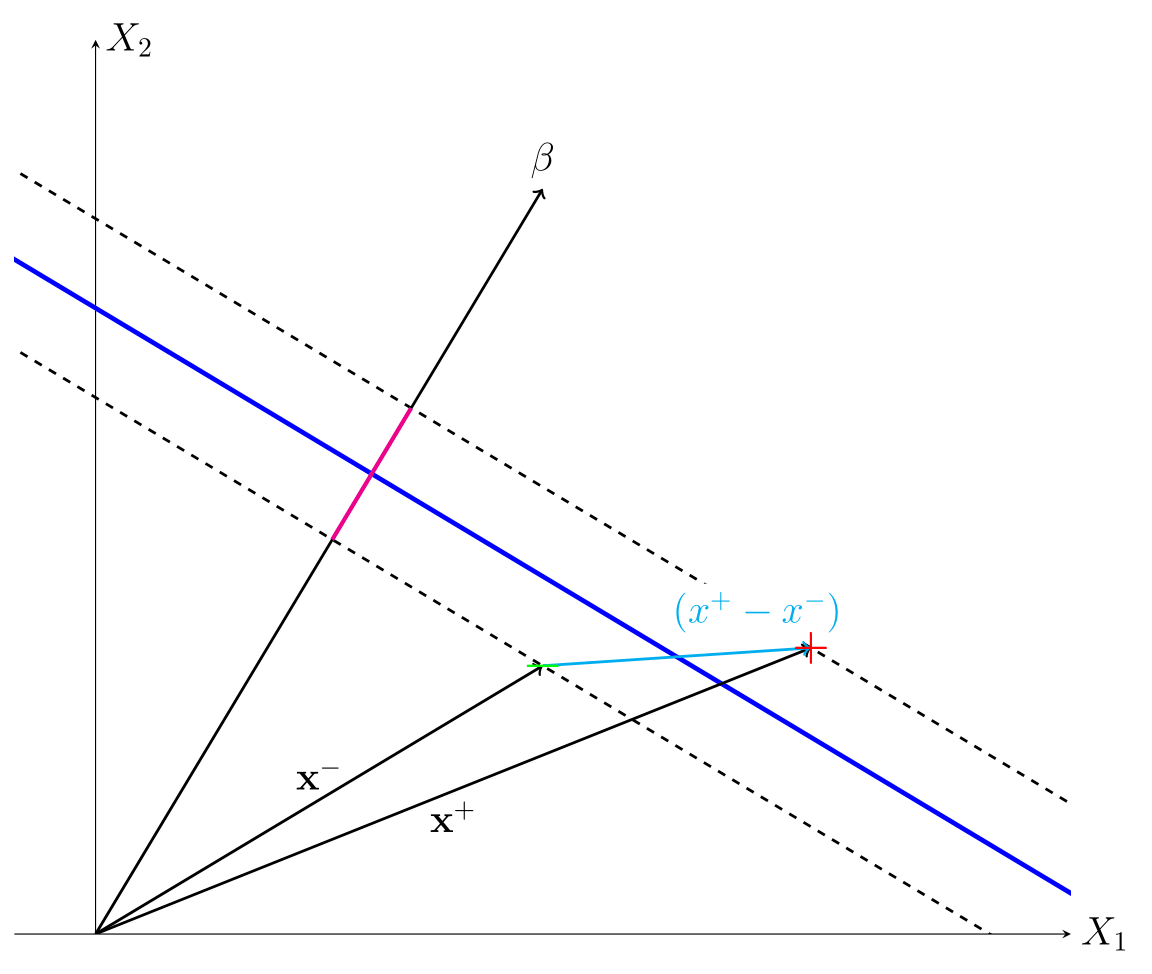 X₂
β
(x⁺ − x⁻)
x⁻
x⁺
X₁